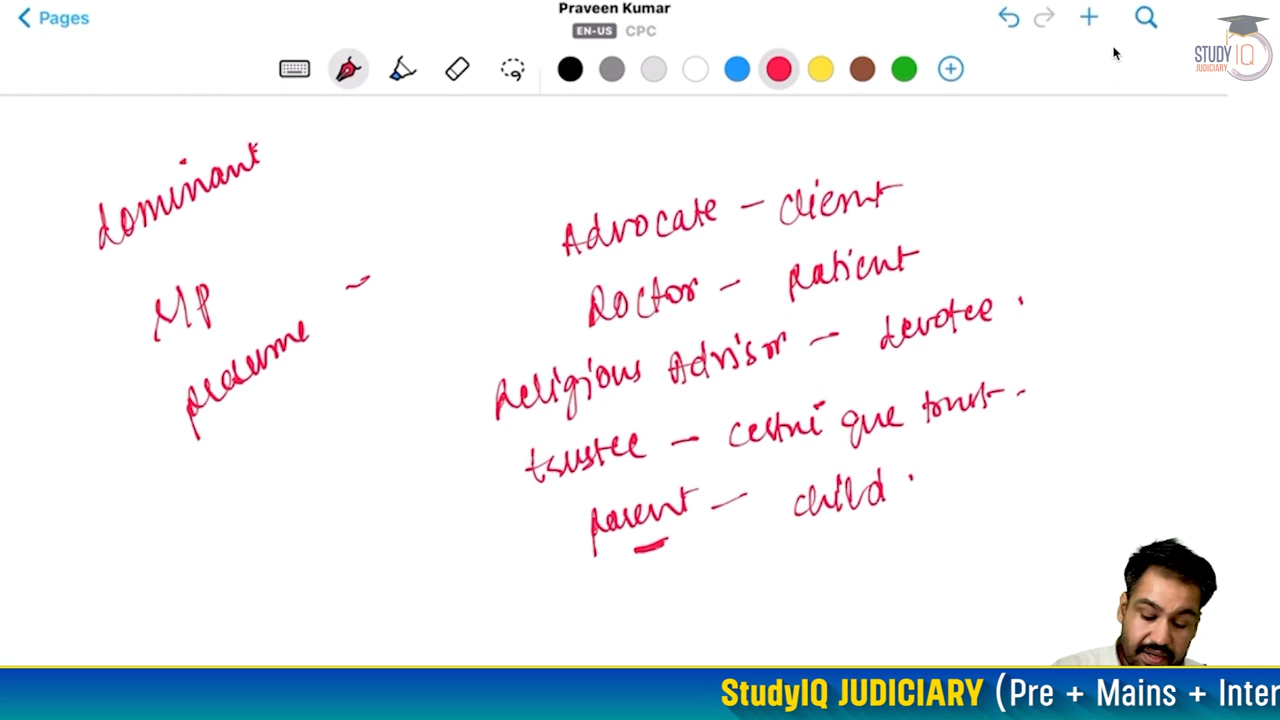 Pages
Praveen Kumar
EN-US CPC
STUDY IQ
JUDICIARY
dominant
MP
presume
Advocate - client
Doctor - patient
Religious Advisor - devotee.
trustee - cestui que trust -
parent - child.
StudyIQ JUDICIARY (Pre + Mains + Inter